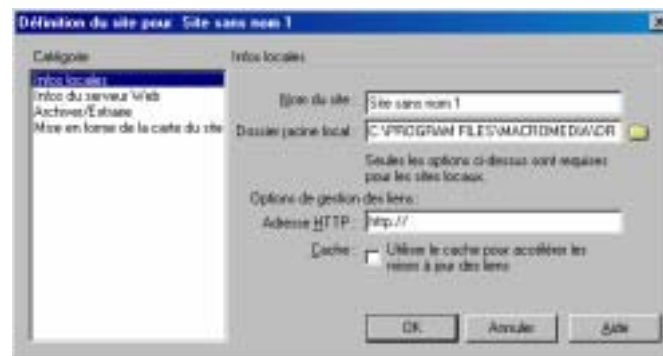 Définition du site pour Site sans nom 1
Catégorie
Infos locales
Infos locales
Infos du serveur Web
Archiver/Extraire
Mise en forme de la carte du site
Nom du site : Site sans nom 1
Dossier racine local : C:\PROGRAM FILES\MACROMEDIA\DR
Seules les options ci-dessus sont requises
pour les sites locaux.
Options de gestion des liens :
Adresse HTTP : http://
Cache : Utiliser le cache pour accélérer les
mises à jour des liens
OK Annuler Aide